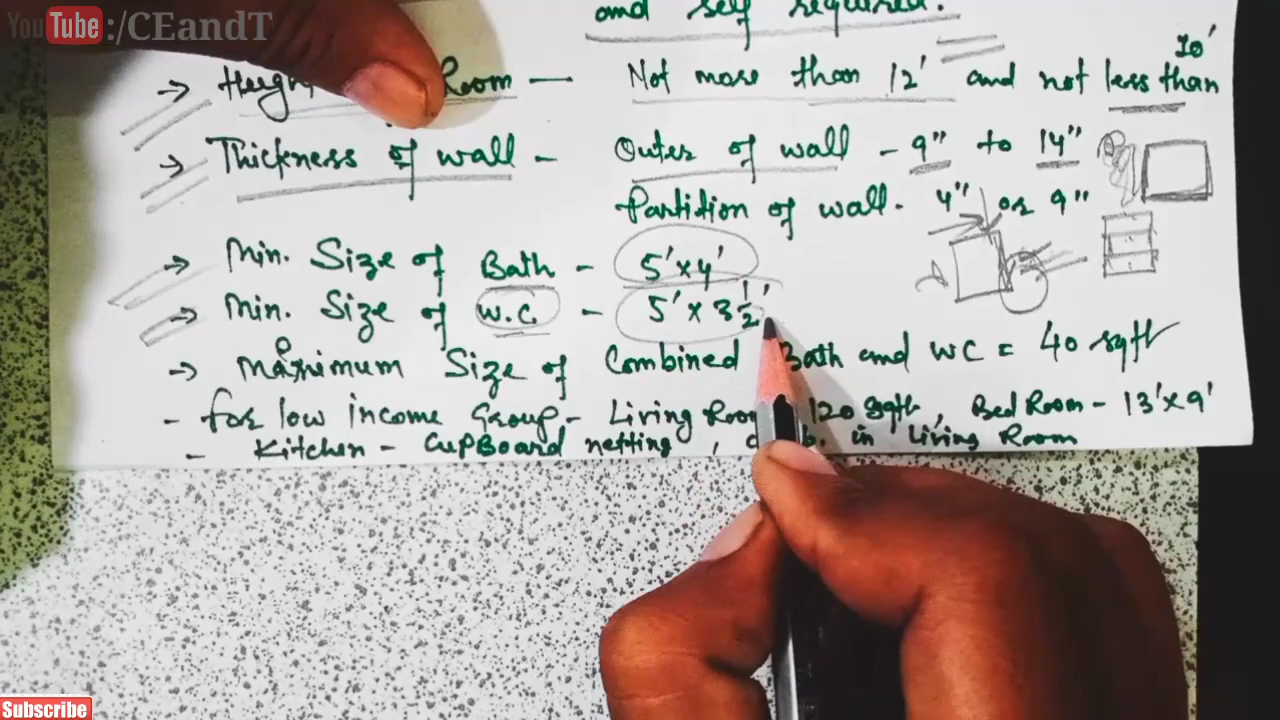 YouTube:/CEandT
and self required.
→ Room — Not more than 12' and not less than 10'
→ Thickness of wall - Outer of wall - 9" to 14"
Partition of wall. 4" or 9"
→ Min. Size of Bath - 5'x4'
→ Min. Size of W.C. - 5' x 3 1/2'
→ Maximum Size of Combined Bath and WC = 40 sqft
- for low income Group - Living Room 120 sqft, Bed Room - 13'x9'
- Kitchen - CupBoard netting, in Living Room
Subscribe